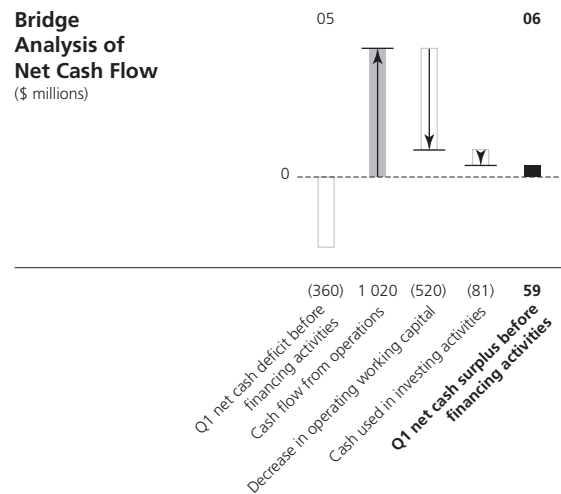 Bridge
Analysis of
Net Cash Flow
($ millions)
05
06
0
(360)
1 020
(520)
(81)
59
Q1 net cash deficit before
financing activities
Cash flow from operations
Decrease in operating working capital
Cash used in investing activities
Q1 net cash surplus before
financing activities